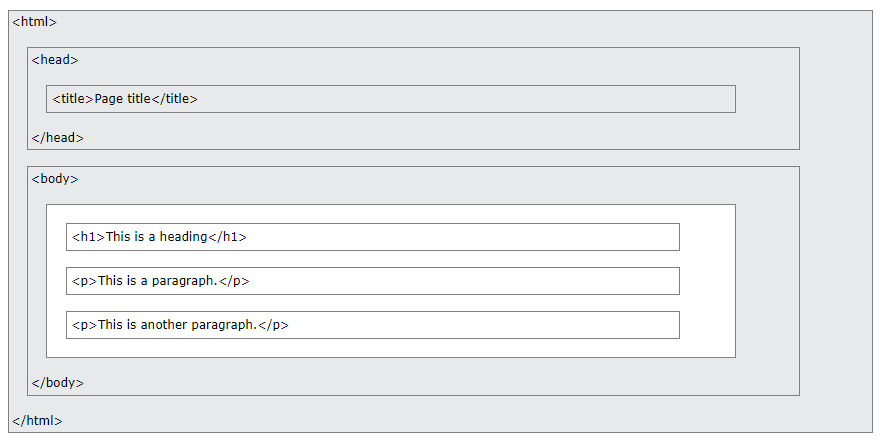 <html>
<head>
<title>Page title</title>
</head>
<body>
<h1>This is a heading</h1>
<p>This is a paragraph.</p>
<p>This is another paragraph.</p>
</body>
</html>